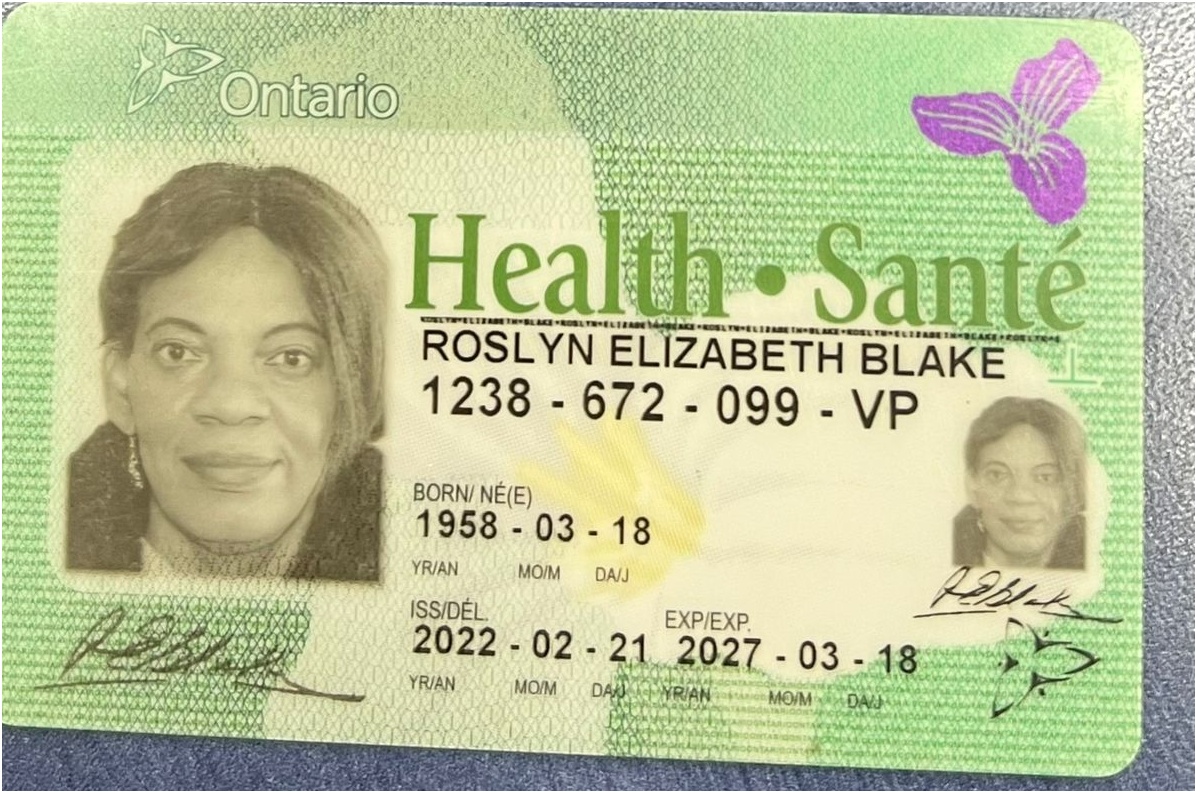 Ontario
Health • Santé
ROSLYN ELIZABETH BLAKE
1238 - 672 - 099 - VP
BORN/ NÉ(E)
1958 - 03 - 18
YR/AN MO/M DA/J
ISS/DÉL. EXP/EXP.
2022 - 02 - 21 2027 - 03 - 18
YR/AN MO/M DA/J YR/AN MO/M DA/J